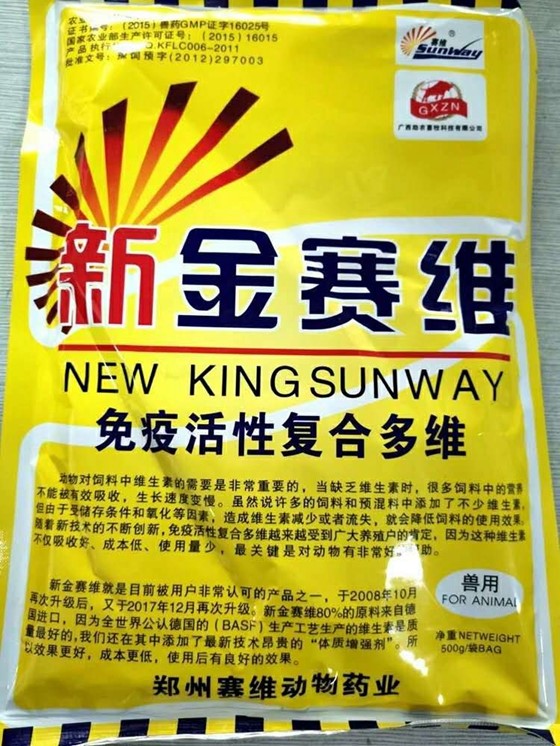 证书编号：（2015）兽药GMP证字16025号
国家农业部生产许可证号：（2015）16015
Q.KFLC006-2011
批准文号：深饲预字(2012)297003
赛维
Sunway
GXZN
广西助农畜牧科技有限公司
新金赛维
NEW KINGSUNWAY
免疫活性复合多维
动物对饲料中维生素的需要是非常重要的，当缺乏维生素时，很多饲料中的营养
不能被有效吸收，生长速度变慢。虽然说许多的饲料和预混料中添加了不少维生素，
但由于受储存条件和氧化等因素，造成维生素减少或者流失，就会降低饲料的使用效果。
随着新技术的不断创新，免疫活性复合多维越来越受到广大养殖户的肯定，因为这种维生素
不仅吸收好、成本低、使用量少，最关键是对动物有非常好的帮助。
新金赛维就是目前被用户非常认可的产品之一，于2008年10月
再次升级后，又于2017年12月再次升级。新金赛维80%的原料来自德
国进口，因为全世界公认德国的（BASF）生产工艺生产的维生素是质
量最好的，我们还在其中添加了最新技术昂贵的“体质增强剂”。所
以效果更好，成本更低，使用后有良好的效果。
兽用
FOR ANIMAL
净重NETWEIGHT
500g/袋BAG
郑州赛维动物药业